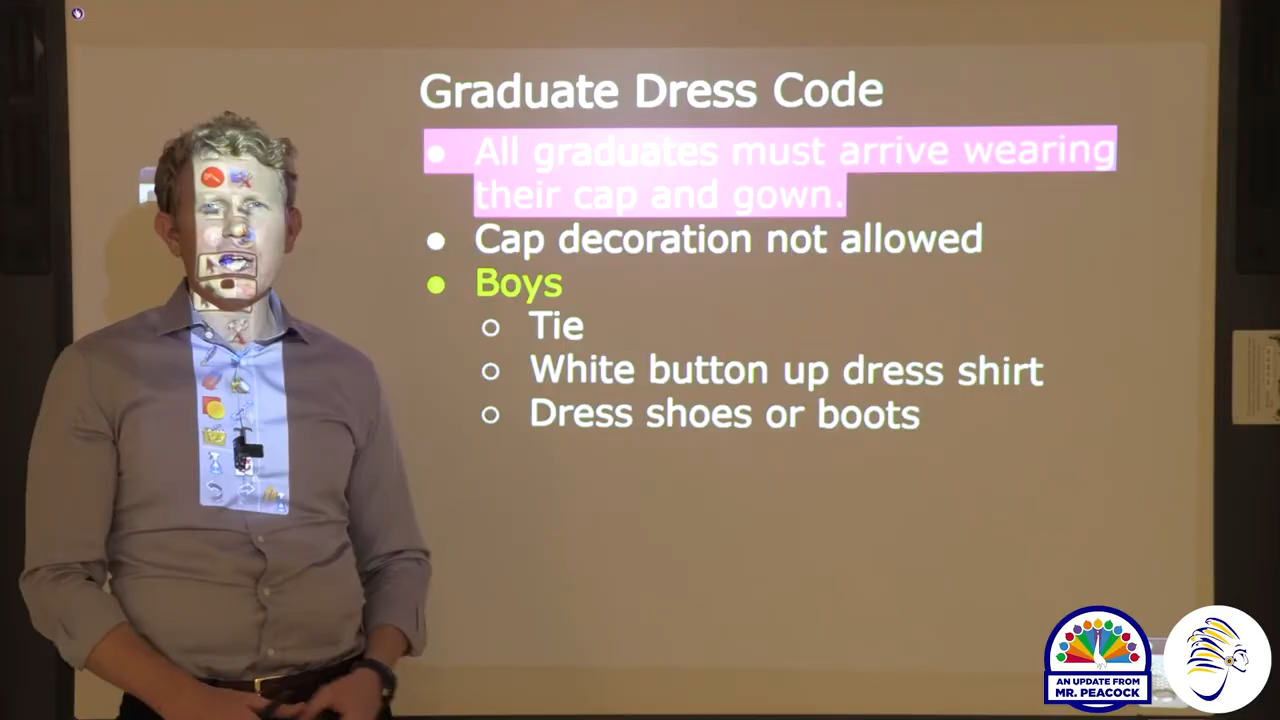 Graduate Dress Code
● All graduates must arrive wearing
their cap and gown.
● Cap decoration not allowed
● Boys
○ Tie
○ White button up dress shirt
○ Dress shoes or boots
AN UPDATE FROM
MR. PEACOCK